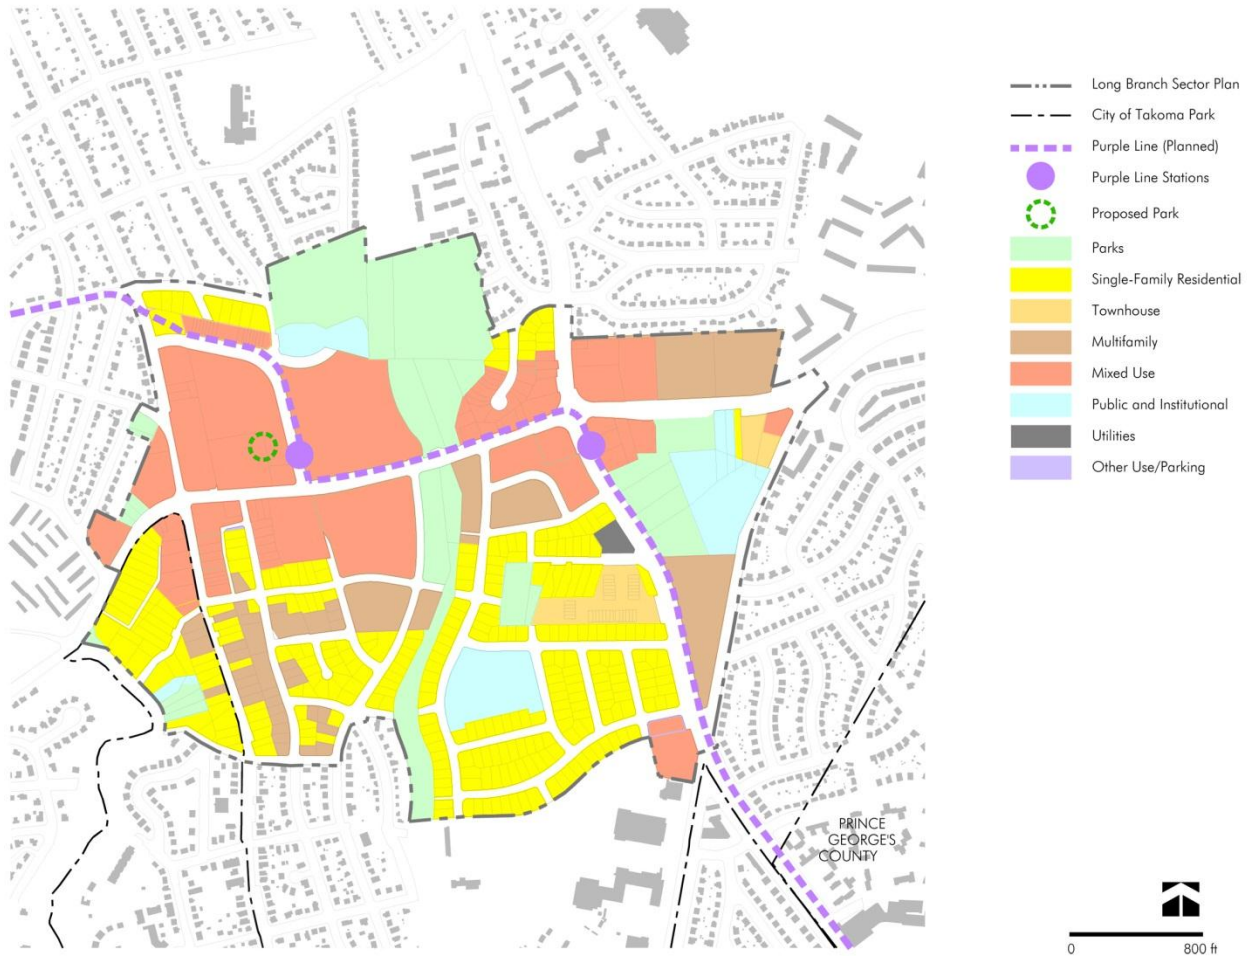 Long Branch Sector Plan
City of Takoma Park
Purple Line (Planned)
Purple Line Stations
Proposed Park
Parks
Single-Family Residential
Townhouse
Multifamily
Mixed Use
Public and Institutional
Utilities
Other Use/Parking
PRINCE
GEORGE'S
COUNTY
0 800 ft